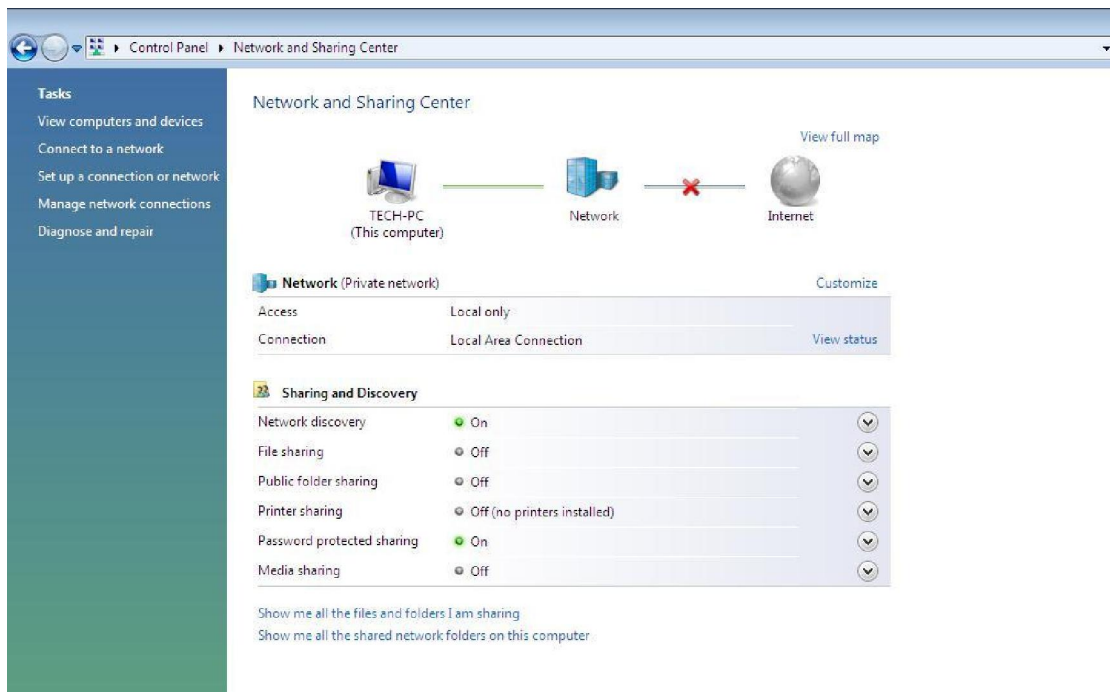 Control Panel Network and Sharing Center
Tasks
View computers and devices
Connect to a network
Set up a connection or network
Manage network connections
Diagnose and repair
Network and Sharing Center
View full map
TECH-PC
(This computer)
Network
Internet
Network (Private network) Customize
Access Local only
Connection Local Area Connection View status
Sharing and Discovery
Network discovery On
File sharing Off
Public folder sharing Off
Printer sharing Off (no printers installed)
Password protected sharing On
Media sharing Off
Show me all the files and folders I am sharing
Show me all the shared network folders on this computer